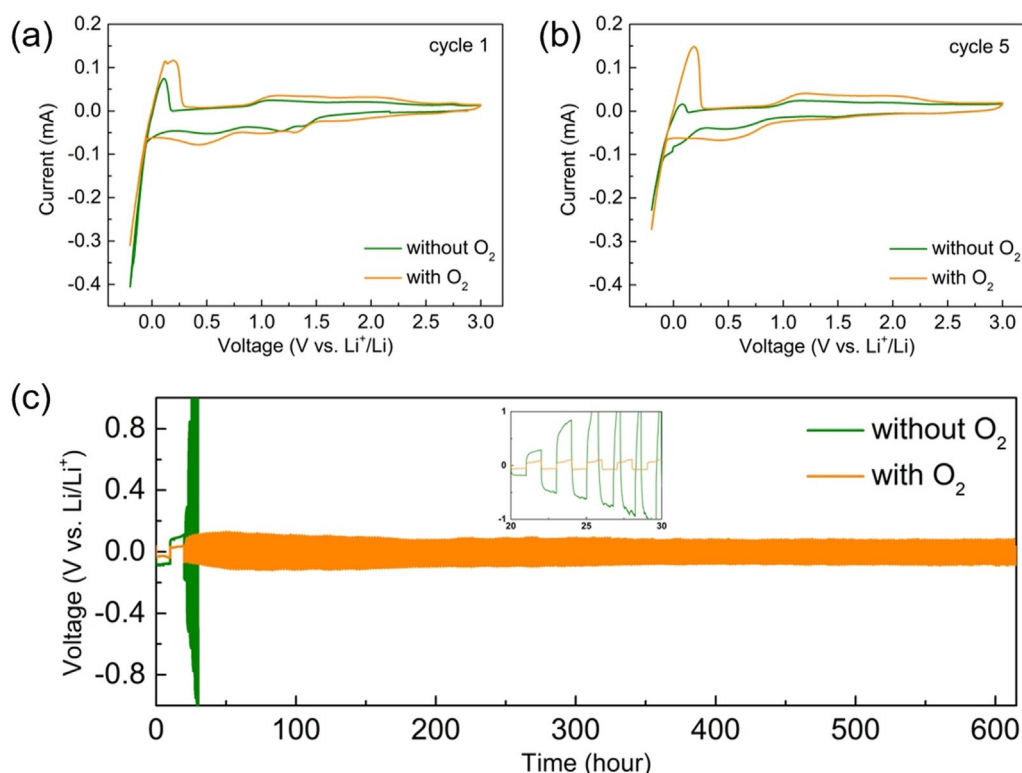 (a)
cycle 1
0.2
0.1
0.0
-0.1
-0.2
-0.3
-0.4
Current (mA)
without O₂
with O₂
0.0 0.5 1.0 1.5 2.0 2.5 3.0
Voltage (V vs. Li⁺/Li)
(b)
cycle 5
0.2
0.1
0.0
-0.1
-0.2
-0.3
-0.4
Current (mA)
without O₂
with O₂
0.0 0.5 1.0 1.5 2.0 2.5 3.0
Voltage (V vs. Li⁺/Li)
(c)
0.8
0.4
0.0
-0.4
-0.8
Voltage (V vs. Li/Li⁺)
1
0
-1
20 25 30
without O₂
with O₂
0 100 200 300 400 500 600
Time (hour)